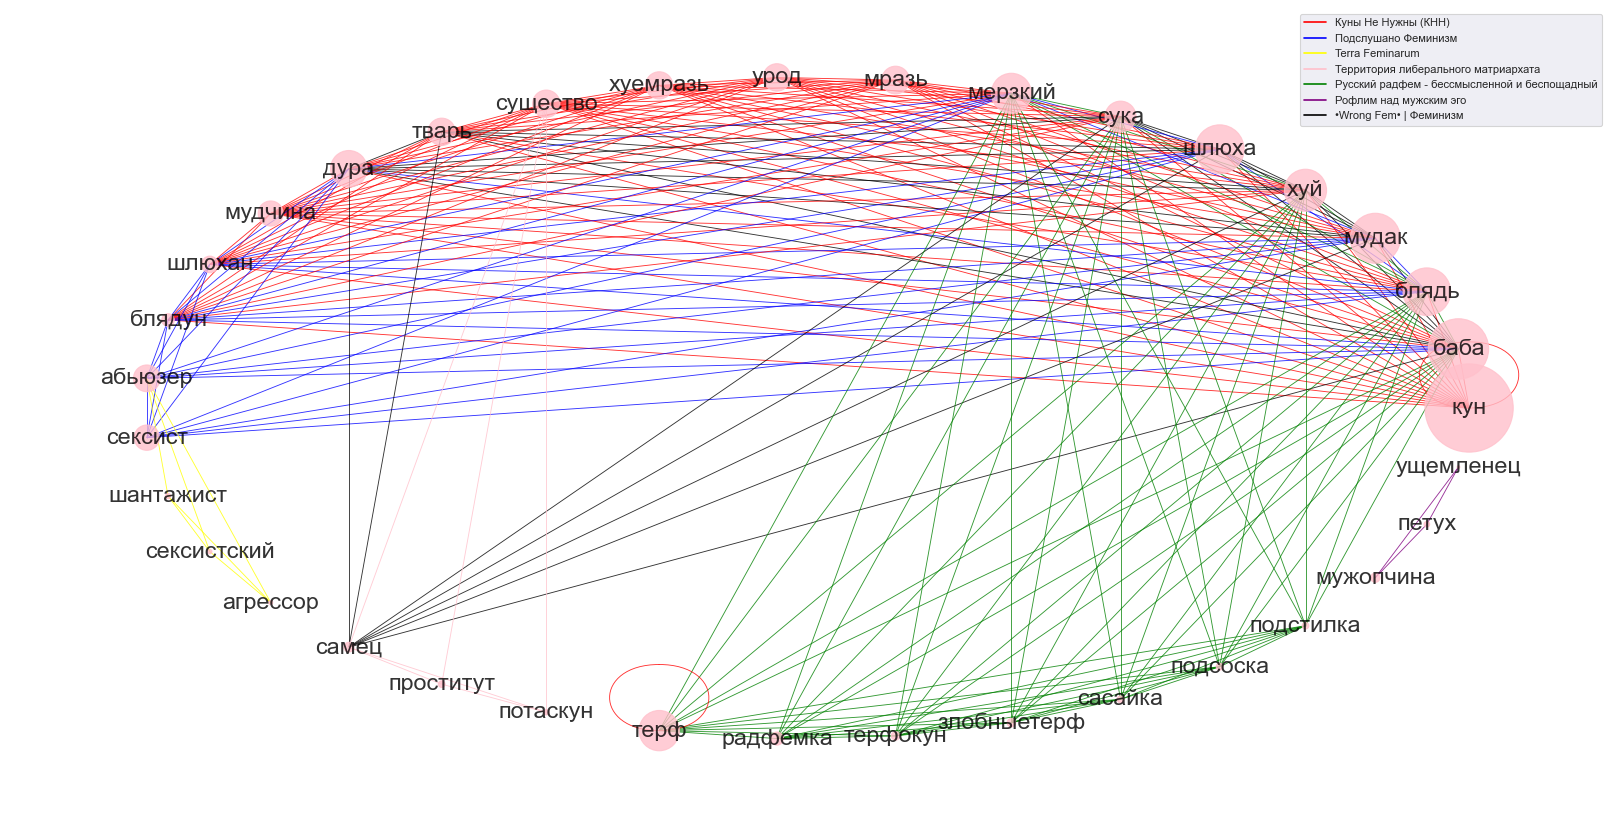 Куны Не Нужны (КНН)
Подслушано Феминизм
Terra Feminarum
Территория либерального матриархата
Русский радфем - бессмысленной и беспощадный
Рофлим над мужским эго
•Wrong Fem• | Феминизм
урод
мразь
хуемразь
мерзкий
существо
сука
тварь
шлюха
дура
хуй
мудчина
мудак
шлюхан
блядь
блядун
баба
абьюзер
кун
сексист
ущемленец
шантажист
петух
сексистский
мужопчина
агрессор
подстилка
самец
подсоска
проститут
сасайка
потаскун
злобныетерф
терф
радфемка
терфокун